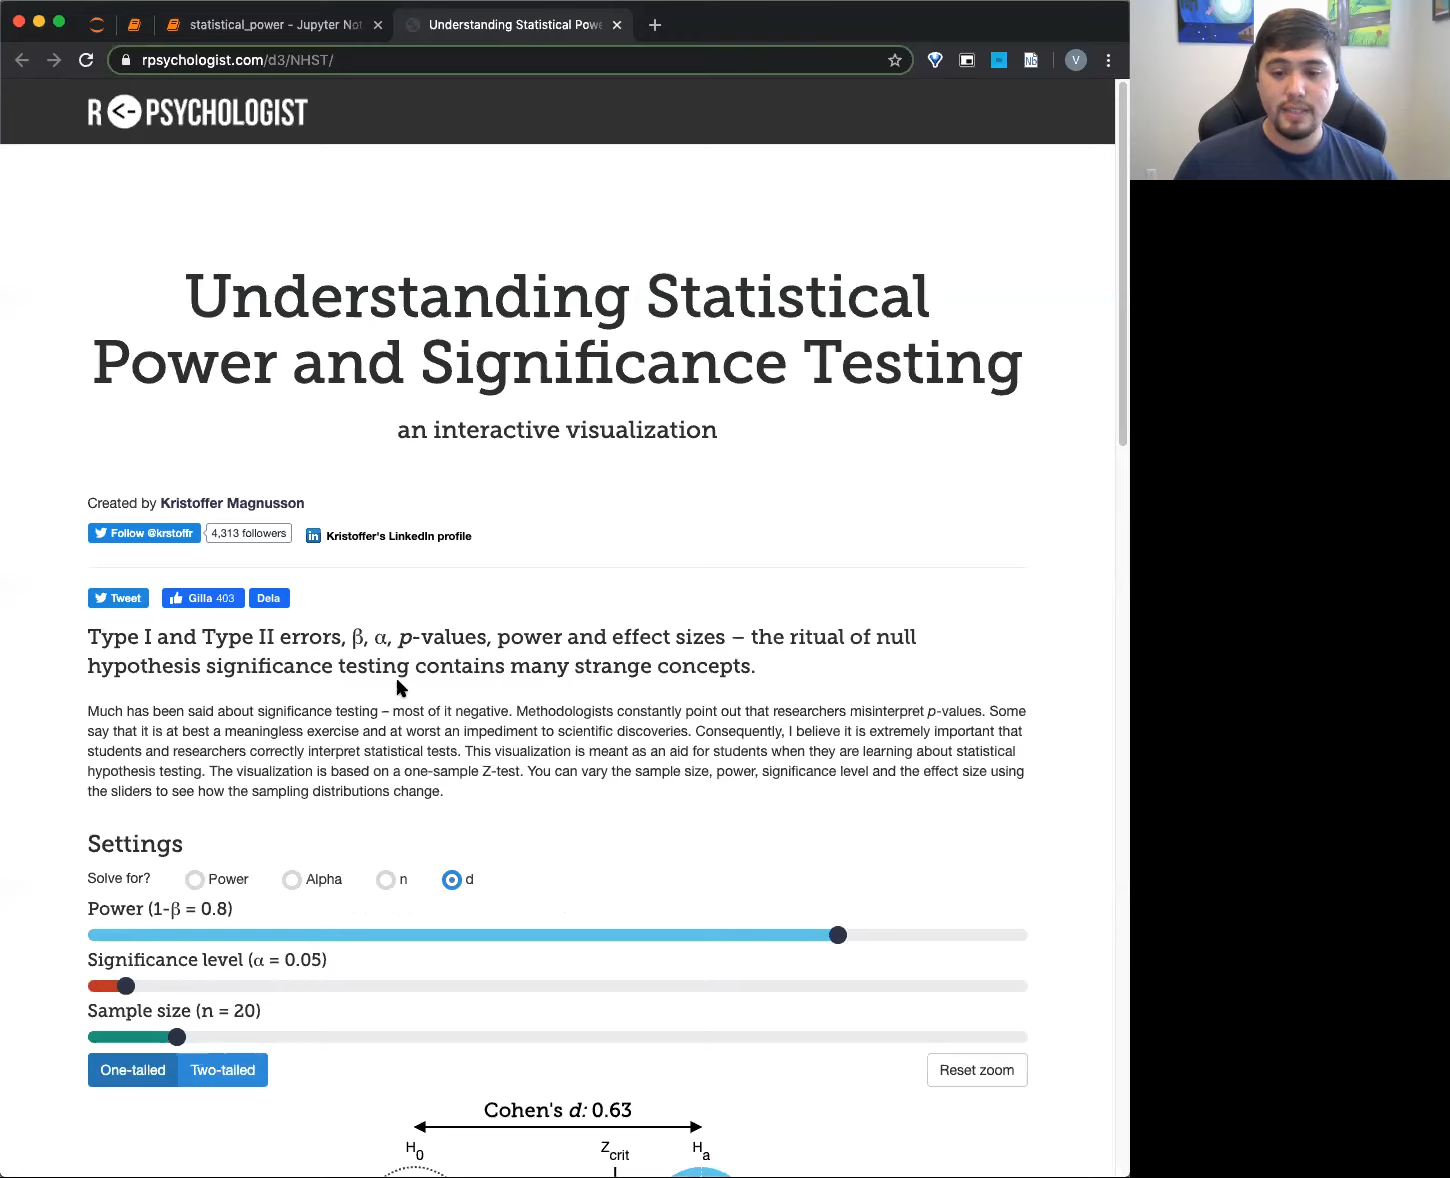 statistical_power - Jupyter Not
Understanding Statistical Powe
rpsychologist.com/d3/NHST/
V
R <- PSYCHOLOGIST
Understanding Statistical
Power and Significance Testing
an interactive visualization
Created by Kristoffer Magnusson
Follow @krstoffr
4,313 followers
in Kristoffer's LinkedIn profile
Tweet
Gilla 403
Dela
Type I and Type II errors, β, α, p-values, power and effect sizes – the ritual of null
hypothesis significance testing contains many strange concepts.
Much has been said about significance testing – most of it negative. Methodologists constantly point out that researchers misinterpret p-values. Some
say that it is at best a meaningless exercise and at worst an impediment to scientific discoveries. Consequently, I believe it is extremely important that
students and researchers correctly interpret statistical tests. This visualization is meant as an aid for students when they are learning about statistical
hypothesis testing. The visualization is based on a one-sample Z-test. You can vary the sample size, power, significance level and the effect size using
the sliders to see how the sampling distributions change.
Settings
Solve for? Power Alpha n d
Power (1-β = 0.8)
Significance level (α = 0.05)
Sample size (n = 20)
One-tailed Two-tailed
Reset zoom
Cohen's d: 0.63
H0 Zcrit Ha